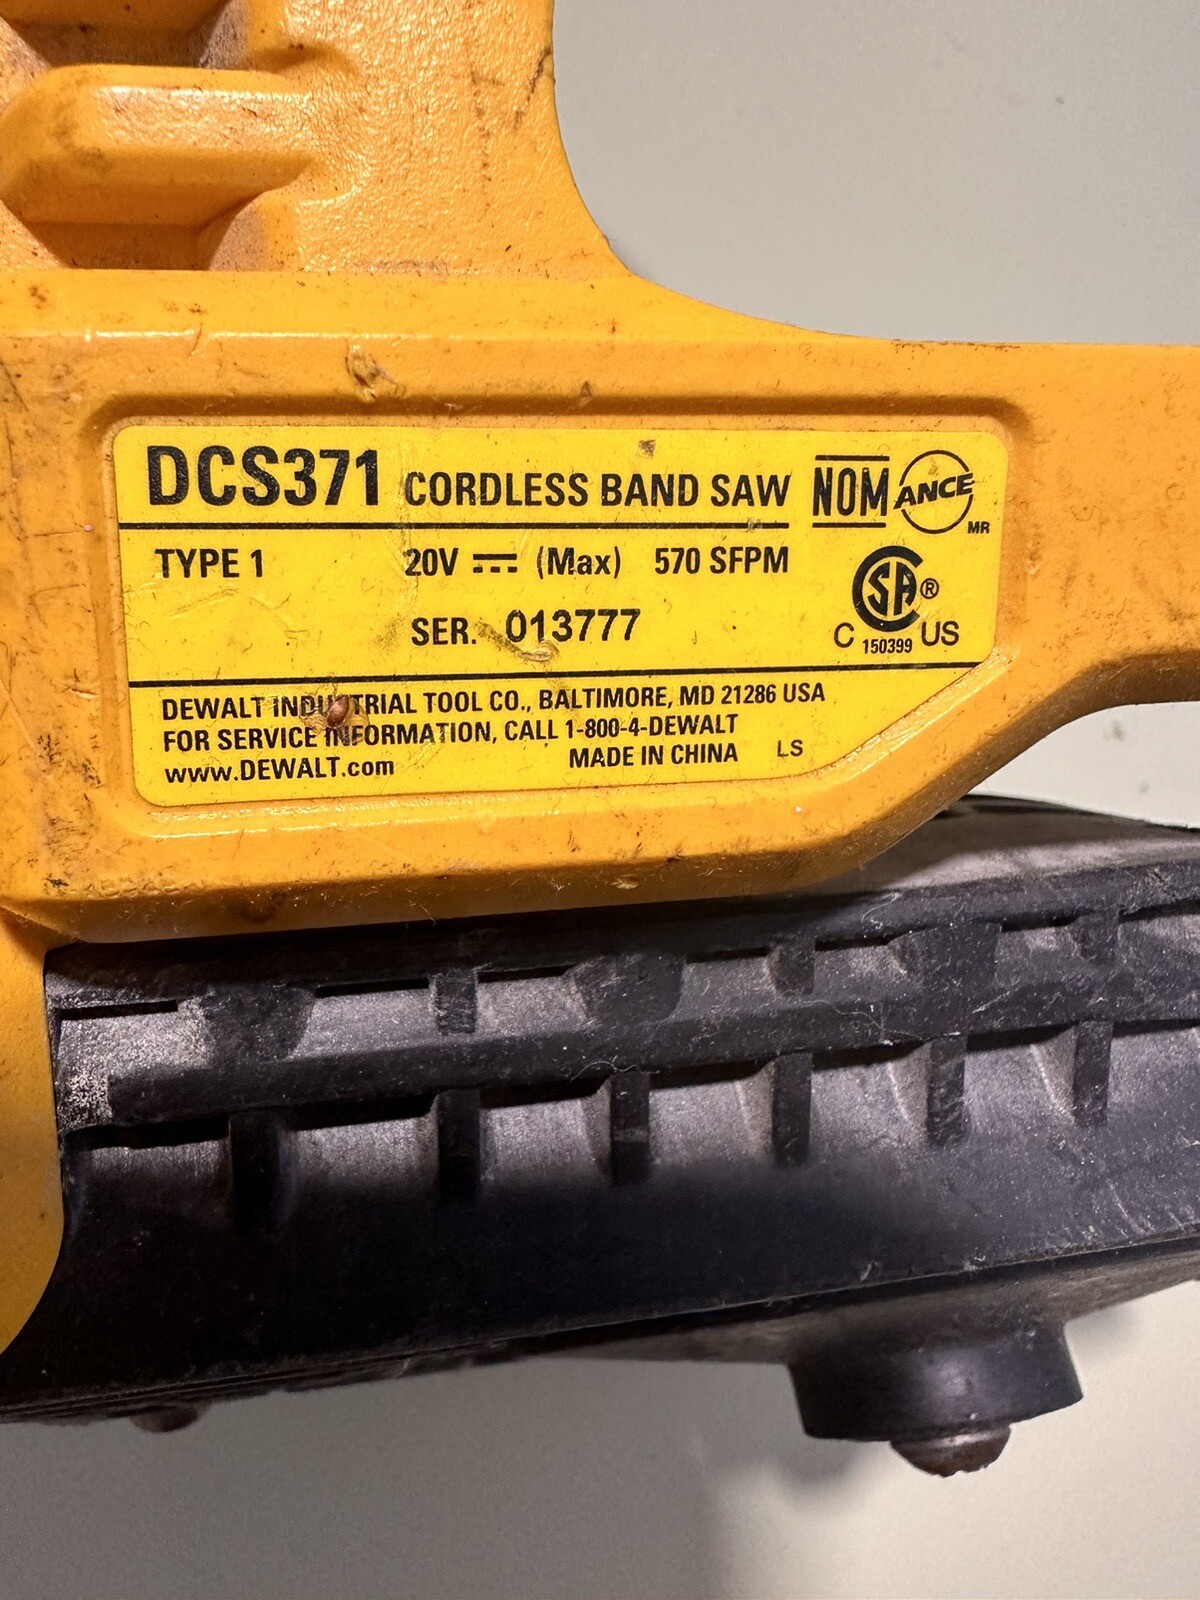 DCS371 CORDLESS BAND SAW NOM ANCE MR
TYPE 1 20V (Max) 570 SFPM
SER. 013777
CSA ®
C 150399 US
DEWALT INDUSTRIAL TOOL CO., BALTIMORE, MD 21286 USA
FOR SERVICE INFORMATION, CALL 1-800-4-DEWALT
www.DEWALT.com MADE IN CHINA LS